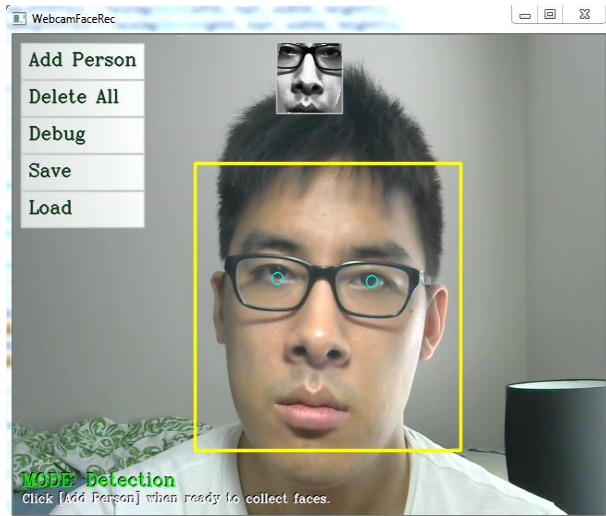 WebcamFaceRec
Add Person
Delete All
Debug
Save
Load
MODE: Detection
Click [Add Person] when ready to collect faces.